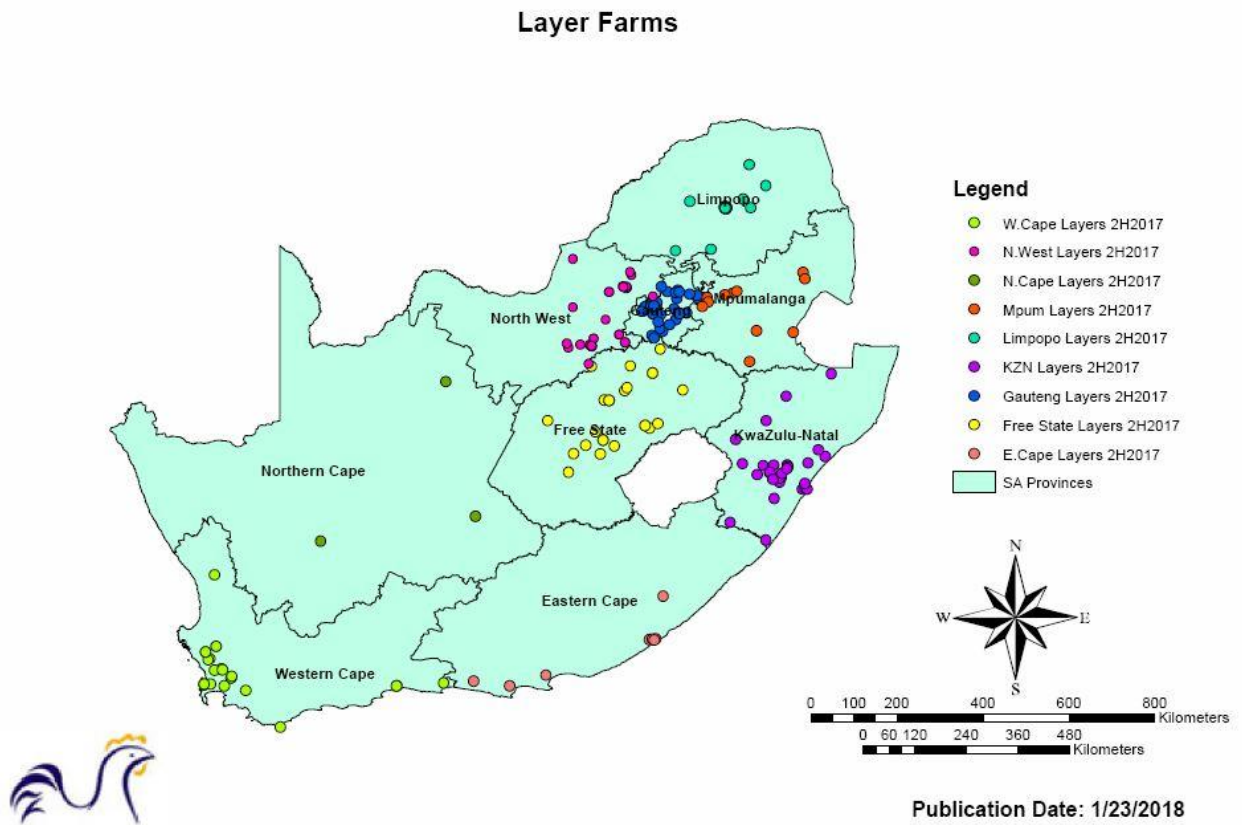 Layer Farms
Limpopo
Mpumalanga
Gauteng
North West
Free State
KwaZulu-Natal
Northern Cape
Eastern Cape
Western Cape
Legend
W.Cape Layers 2H2017
N.West Layers 2H2017
N.Cape Layers 2H2017
Mpum Layers 2H2017
Limpopo Layers 2H2017
KZN Layers 2H2017
Gauteng Layers 2H2017
Free State Layers 2H2017
E.Cape Layers 2H2017
SA Provinces
N
W E
S
0 100 200 400 600 800
Kilometers
0 60 120 240 360 480
Kilometers
Publication Date: 1/23/2018